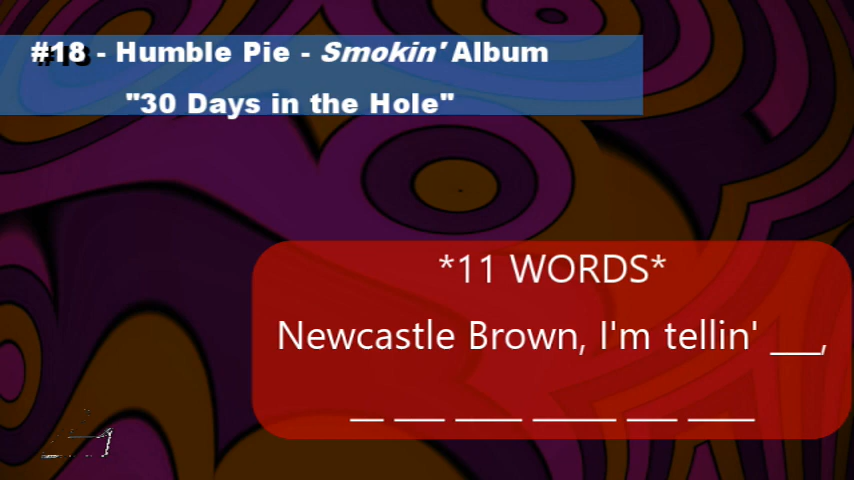 #18 - Humble Pie - Smokin' Album
"30 Days in the Hole"
*11 WORDS*
Newcastle Brown, I'm tellin' ___,
__ ___ ____ _____ ___ ____